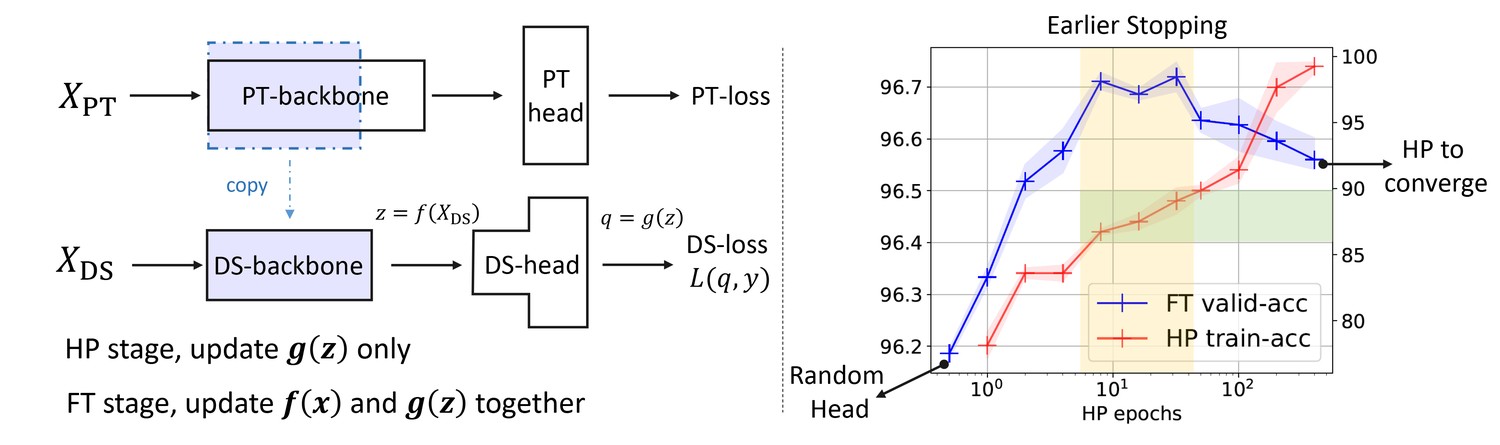 X_PT
PT-backbone
PT
head
PT-loss
copy
X_DS
DS-backbone
z = f(X_DS)
DS-head
q = g(z)
DS-loss
L(q, y)
HP stage, update g(z) only
FT stage, update f(x) and g(z) together
Earlier Stopping
96.7
96.6
96.5
96.4
96.3
96.2
100
95
90
85
80
FT valid-acc
HP train-acc
10^0
10^1
10^2
HP epochs
Random
Head
HP to
converge